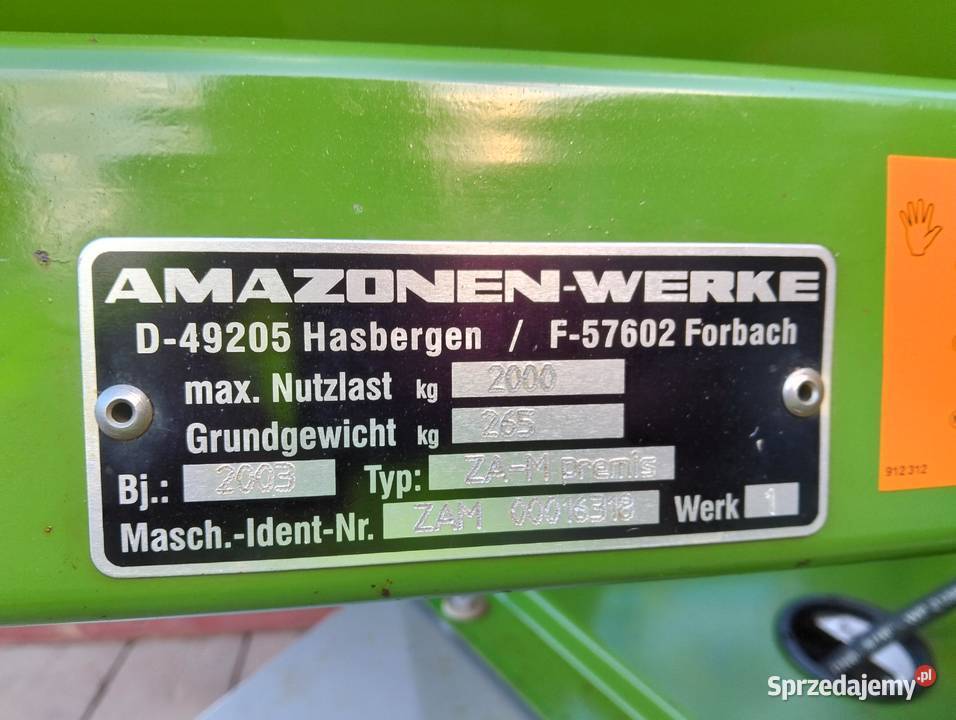 AMAZONEN-WERKE
D-49205 Hasbergen / F-57602 Forbach
max. Nutzlast kg 2000
Grundgewicht kg 265
Bj.: 2003 Typ: ZA-M premis
Masch.-Ident-Nr. ZAM 00016318 Werk 1
912 312
Sprzedajemy.pl